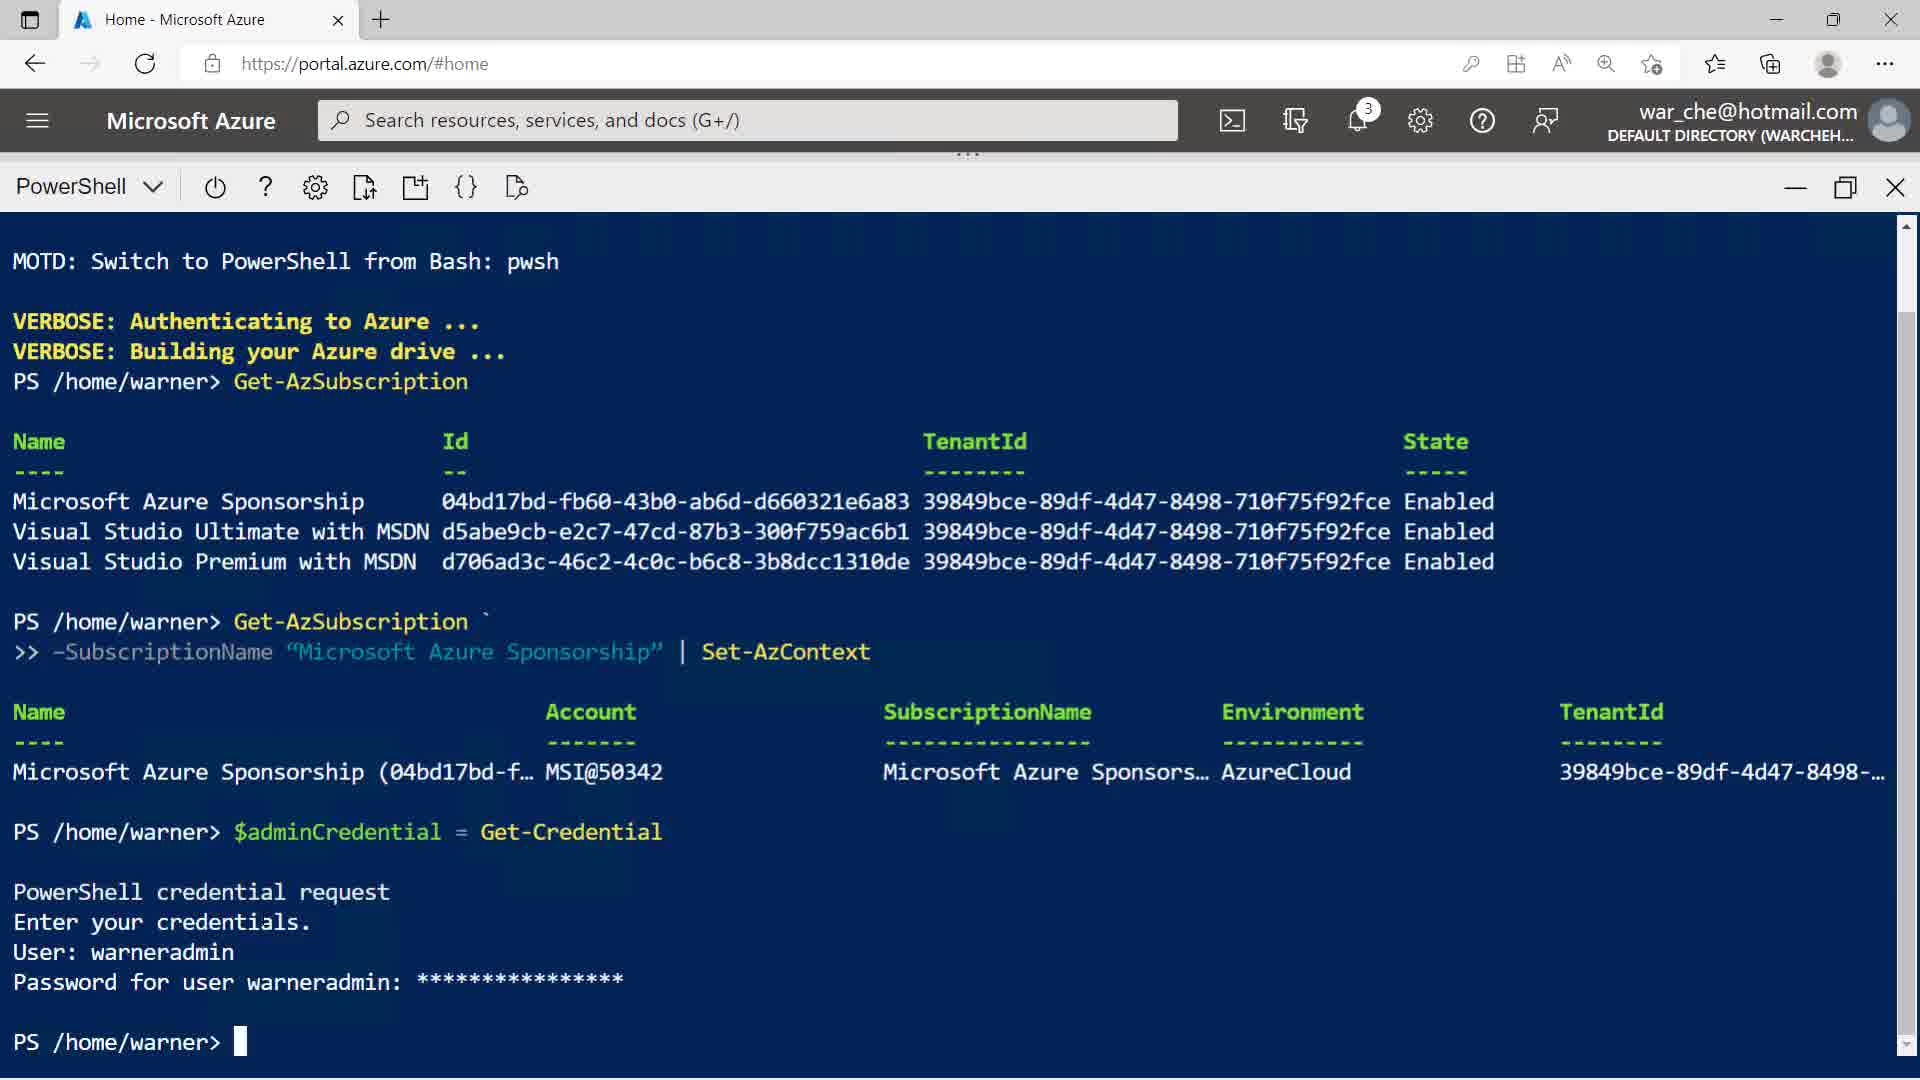 Home - Microsoft Azure
https://portal.azure.com/#home
Microsoft Azure
Search resources, services, and docs (G+/)
3
war_che@hotmail.com
DEFAULT DIRECTORY (WARCHEH...
PowerShell
MOTD: Switch to PowerShell from Bash: pwsh
VERBOSE: Authenticating to Azure ...
VERBOSE: Building your Azure drive ...
PS /home/warner> Get-AzSubscription
Name Id TenantId State
---- -- -------- -----
Microsoft Azure Sponsorship 04bd17bd-fb60-43b0-ab6d-d660321e6a83 39849bce-89df-4d47-8498-710f75f92fce Enabled
Visual Studio Ultimate with MSDN d5abe9cb-e2c7-47cd-87b3-300f759ac6b1 39849bce-89df-4d47-8498-710f75f92fce Enabled
Visual Studio Premium with MSDN d706ad3c-46c2-4c0c-b6c8-3b8dcc1310de 39849bce-89df-4d47-8498-710f75f92fce Enabled
PS /home/warner> Get-AzSubscription `
>> –SubscriptionName “Microsoft Azure Sponsorship” | Set-AzContext
Name Account SubscriptionName Environment TenantId
---- ------- ---------------- ----------- --------
Microsoft Azure Sponsorship (04bd17bd-f… MSI@50342 Microsoft Azure Sponsors… AzureCloud 39849bce-89df-4d47-8498-…
PS /home/warner> $adminCredential = Get-Credential
PowerShell credential request
Enter your credentials.
User: warneradmin
Password for user warneradmin: ****************
PS /home/warner>